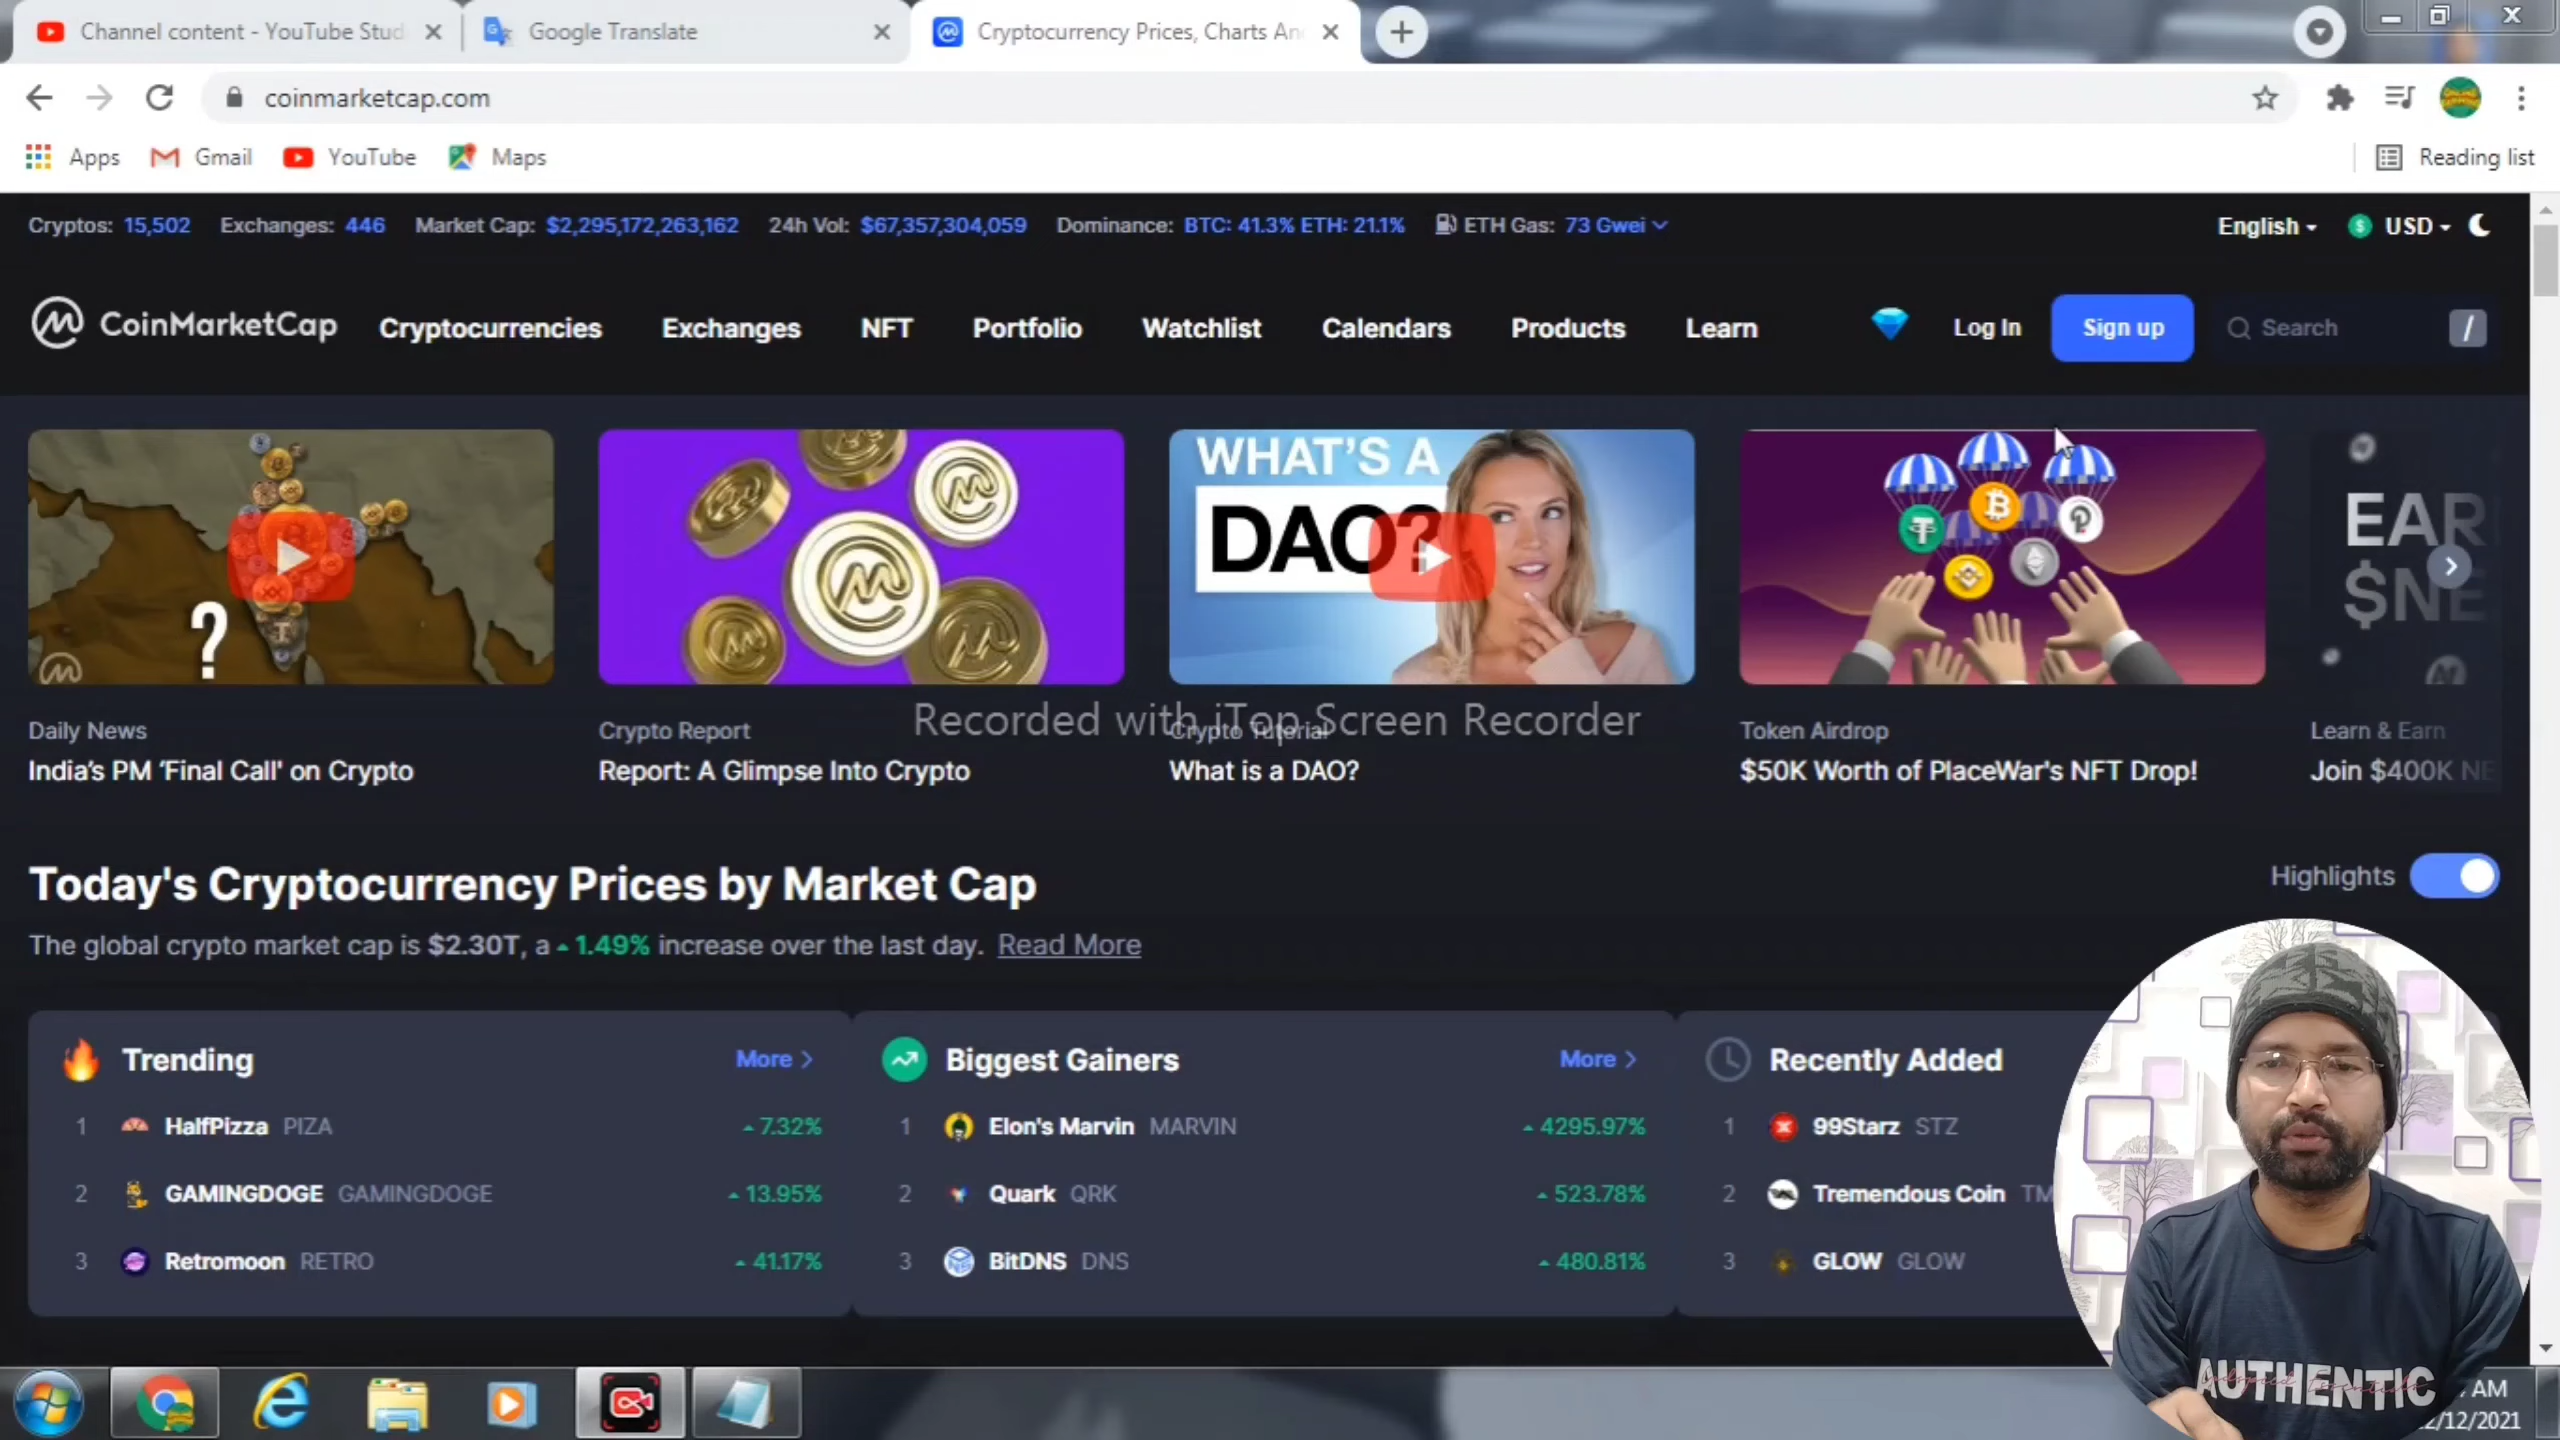 Channel content - YouTube Stud
Google Translate
Cryptocurrency Prices, Charts An
coinmarketcap.com
Apps
Gmail
YouTube
Maps
Reading list
Cryptos: 15,502
Exchanges: 446
Market Cap: $2,295,172,263,162
24h Vol: $67,357,304,059
Dominance: BTC: 41.3% ETH: 21.1%
ETH Gas: 73 Gwei
English
USD
CoinMarketCap
Cryptocurrencies
Exchanges
NFT
Portfolio
Watchlist
Calendars
Products
Learn
Log In
Sign up
Search
/
?
WHAT'S A
DAO?
EAR
$NE
Recorded with iTop Screen Recorder
Daily News
India's PM 'Final Call' on Crypto
Crypto Report
Report: A Glimpse Into Crypto
Crypto Tutorial
What is a DAO?
Token Airdrop
$50K Worth of PlaceWar's NFT Drop!
Learn & Earn
Join $400K NE
Today's Cryptocurrency Prices by Market Cap
Highlights
The global crypto market cap is $2.30T, a 1.49% increase over the last day. Read More
Trending
More >
1 HalfPizza PIZA 7.32%
2 GAMINGDOGE GAMINGDOGE 13.95%
3 Retromoon RETRO 41.17%
Biggest Gainers
More >
1 Elon's Marvin MARVIN 4295.97%
2 Quark QRK 523.78%
3 BitDNS DNS 480.81%
Recently Added
1 99Starz STZ
2 Tremendous Coin TM
3 GLOW GLOW
AUTHENTIC
AM
2/12/2021